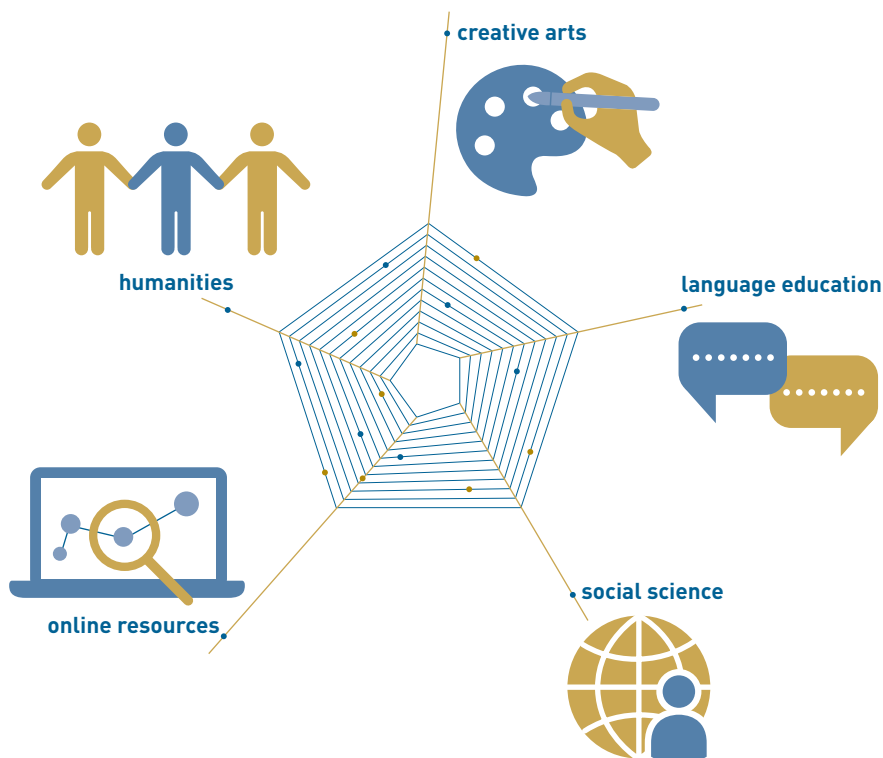 creative arts
humanities
language education
social science
online resources